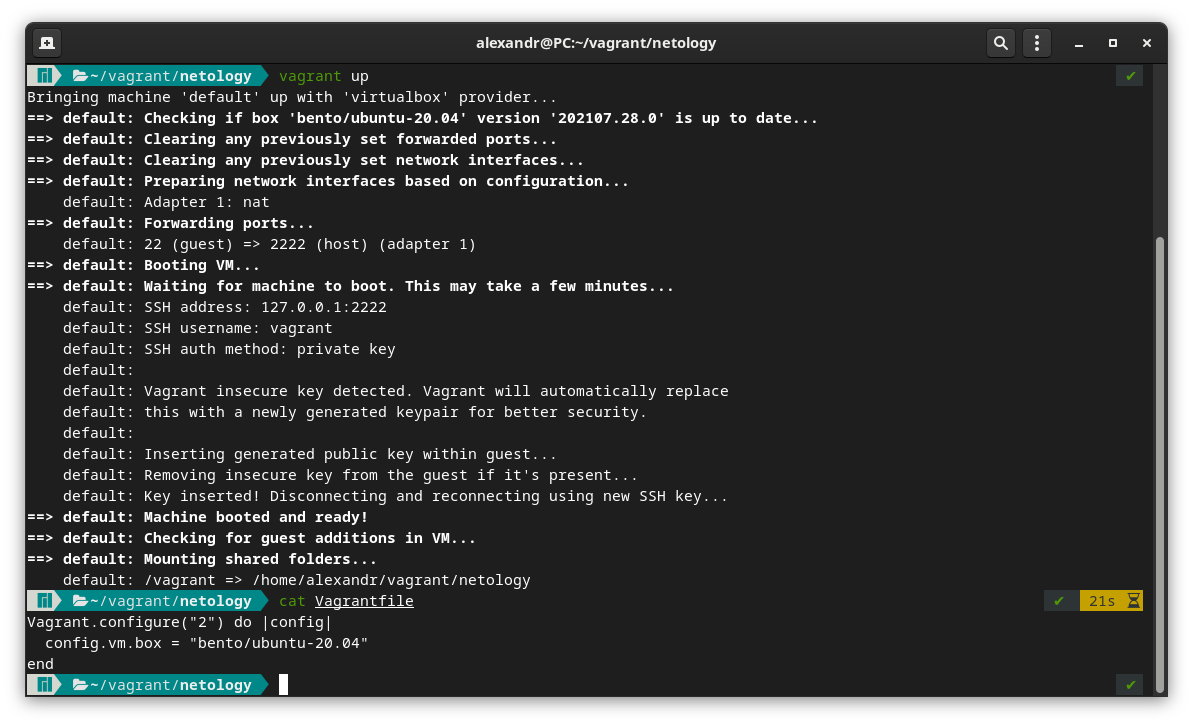 alexandr@PC:~/vagrant/netology
~/vagrant/netology vagrant up ✔
Bringing machine 'default' up with 'virtualbox' provider...
==> default: Checking if box 'bento/ubuntu-20.04' version '202107.28.0' is up to date...
==> default: Clearing any previously set forwarded ports...
==> default: Clearing any previously set network interfaces...
==> default: Preparing network interfaces based on configuration...
    default: Adapter 1: nat
==> default: Forwarding ports...
    default: 22 (guest) => 2222 (host) (adapter 1)
==> default: Booting VM...
==> default: Waiting for machine to boot. This may take a few minutes...
    default: SSH address: 127.0.0.1:2222
    default: SSH username: vagrant
    default: SSH auth method: private key
    default:
    default: Vagrant insecure key detected. Vagrant will automatically replace
    default: this with a newly generated keypair for better security.
    default:
    default: Inserting generated public key within guest...
    default: Removing insecure key from the guest if it's present...
    default: Key inserted! Disconnecting and reconnecting using new SSH key...
==> default: Machine booted and ready!
==> default: Checking for guest additions in VM...
==> default: Mounting shared folders...
    default: /vagrant => /home/alexandr/vagrant/netology
~/vagrant/netology cat Vagrantfile ✔ 21s
Vagrant.configure("2") do |config|
  config.vm.box = "bento/ubuntu-20.04"
end
~/vagrant/netology ✔